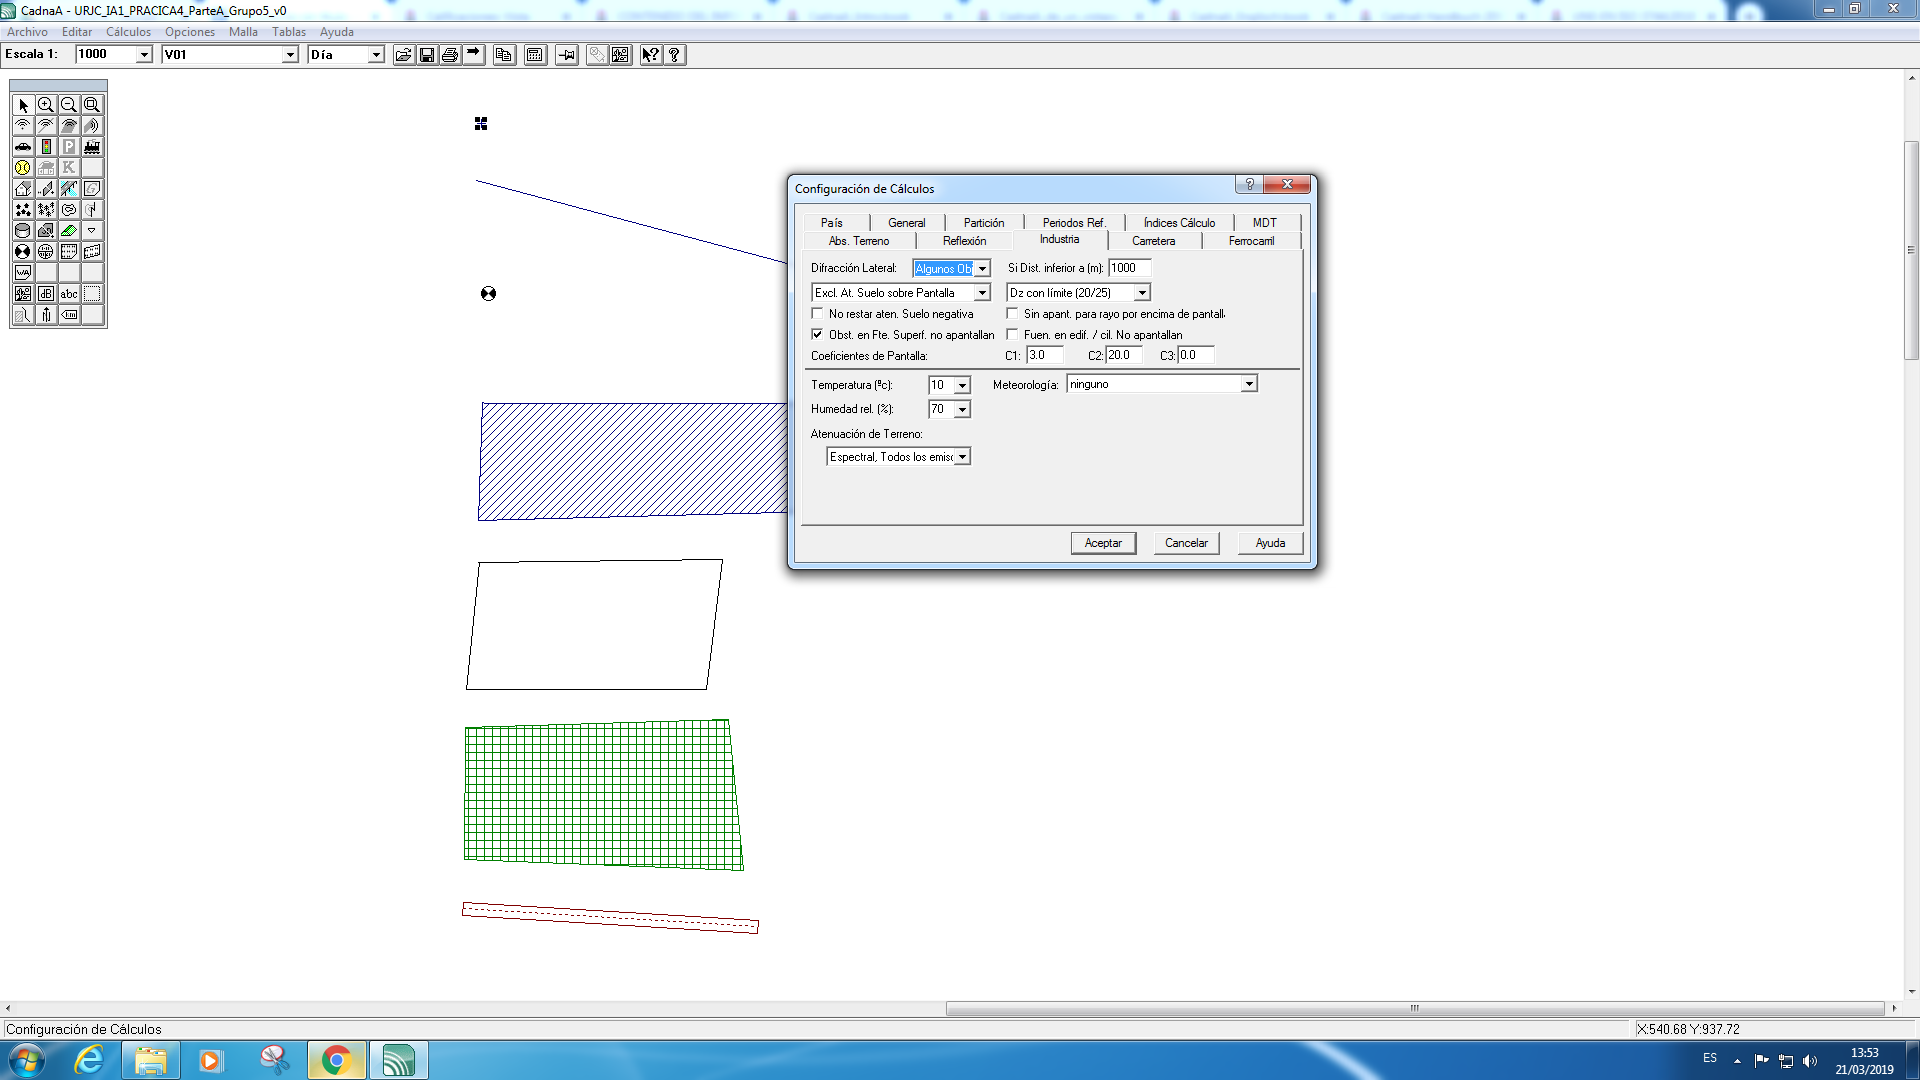 CadnaA - URJC_IA1_PRACICA4_ParteA_Grupo5_v0
Archivo Editar Cálculos Opciones Malla Tablas Ayuda
Escala 1: 1000 V01 Día
Configuración de Cálculos
País General Partición Periodos Ref. Índices Cálculo MDT
Abs. Terreno Reflexión Industria Carretera Ferrocarril
Difracción Lateral: Algunos Obj Si Dist. inferior a (m): 1000
Excl. At. Suelo sobre Pantalla Dz con límite (20/25)
No restar aten. Suelo negativa Sin apant. para rayo por encima de pantall
Obst. en Fte. Superf. no apantallan Fuen. en edif. / cil. No apantallan
Coeficientes de Pantalla: C1: 3.0 C2: 20.0 C3: 0.0
Temperatura (ºc): 10 Meteorología: ninguno
Humedad rel. (%): 70
Atenuación de Terreno:
Espectral, Todos los emiso
Aceptar Cancelar Ayuda
P
K
G
WA
dB abc
Configuración de Cálculos X:540.68 Y:937.72
ES 13:53
21/03/2019